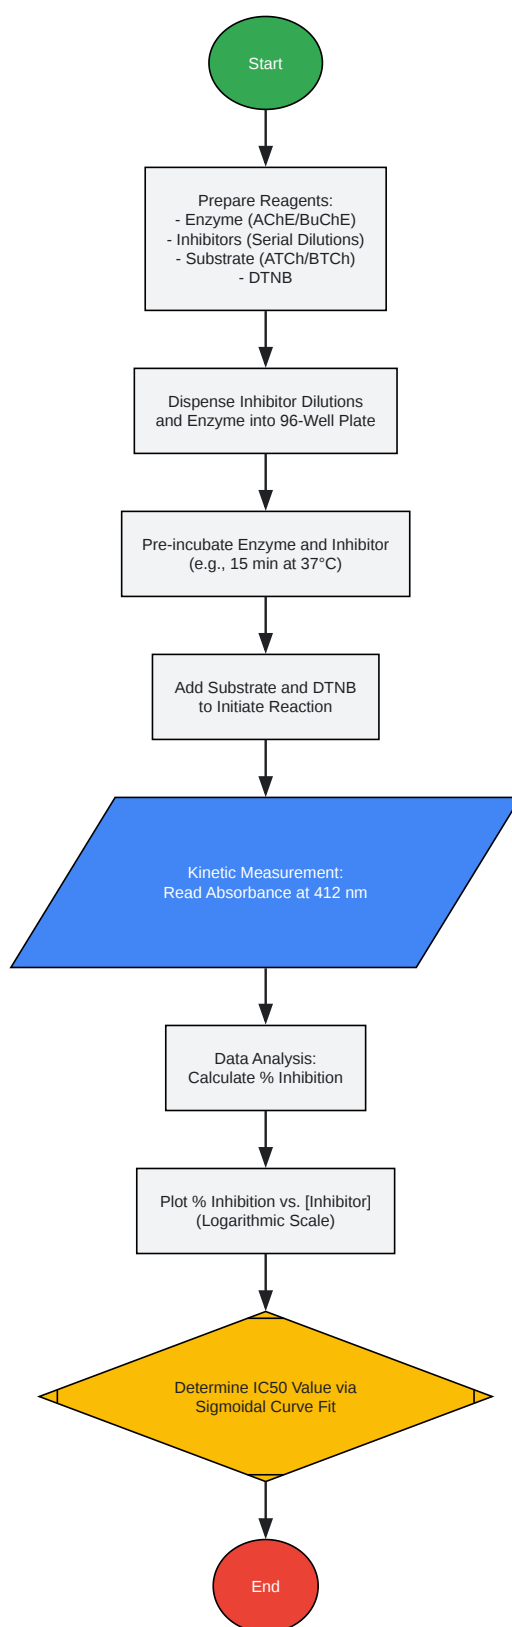 Start
Prepare Reagents:
- Enzyme (AChE/BuChE)
- Inhibitors (Serial Dilutions)
- Substrate (ATCh/BTCh)
- DTNB
Dispense Inhibitor Dilutions
and Enzyme into 96-Well Plate
Pre-incubate Enzyme and Inhibitor
(e.g., 15 min at 37°C)
Add Substrate and DTNB
to Initiate Reaction
Kinetic Measurement:
Read Absorbance at 412 nm
Data Analysis:
Calculate % Inhibition
Plot % Inhibition vs. [Inhibitor]
(Logarithmic Scale)
Determine IC50 Value via
Sigmoidal Curve Fit
End